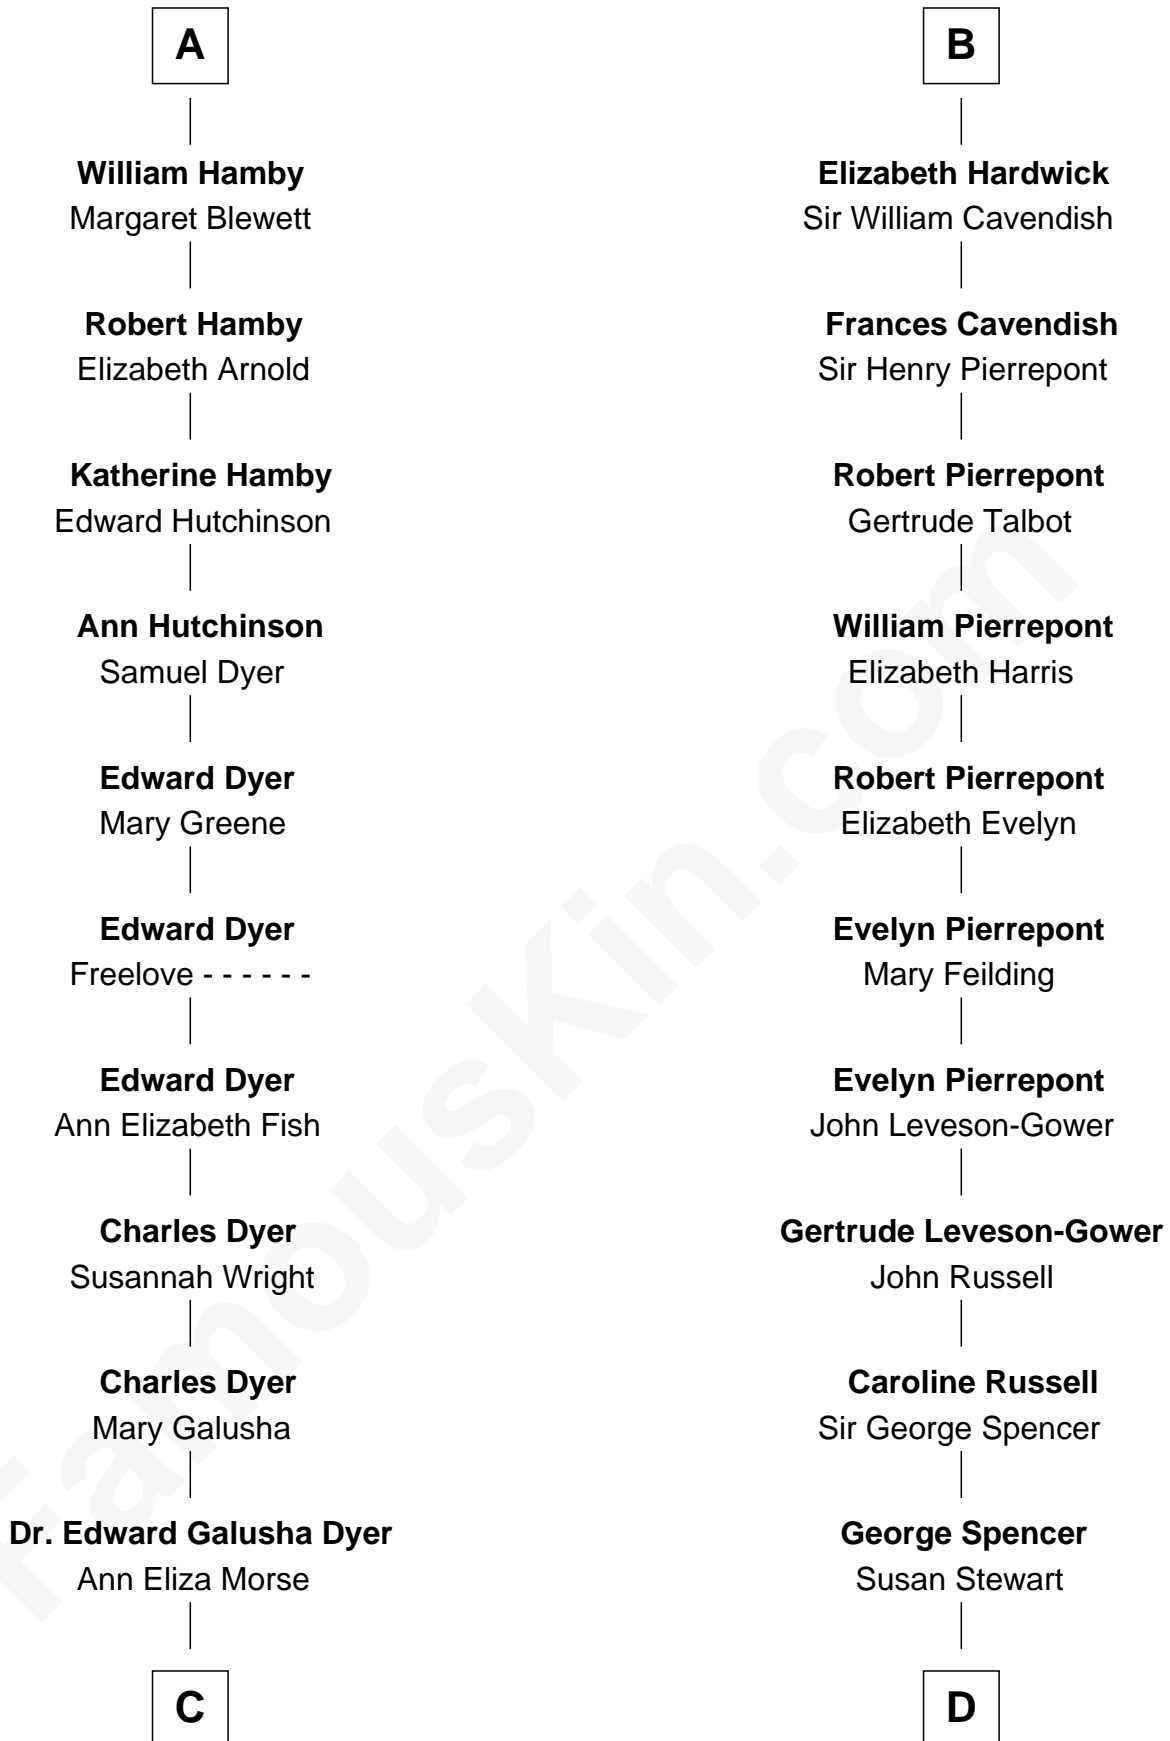 A
William Hamby
Margaret Blewett
Robert Hamby
Elizabeth Arnold
Katherine Hamby
Edward Hutchinson
Ann Hutchinson
Samuel Dyer
Edward Dyer
Mary Greene
Edward Dyer
Freelove - - - - - -
Edward Dyer
Ann Elizabeth Fish
Charles Dyer
Susannah Wright
Charles Dyer
Mary Galusha
Dr. Edward Galusha Dyer
Ann Eliza Morse
C
B
Elizabeth Hardwick
Sir William Cavendish
Frances Cavendish
Sir Henry Pierrepont
Robert Pierrepont
Gertrude Talbot
William Pierrepont
Elizabeth Harris
Robert Pierrepont
Elizabeth Evelyn
Evelyn Pierrepont
Mary Feilding
Evelyn Pierrepont
John Leveson-Gower
Gertrude Leveson-Gower
John Russell
Caroline Russell
Sir George Spencer
George Spencer
Susan Stewart
D
FamousKin.com